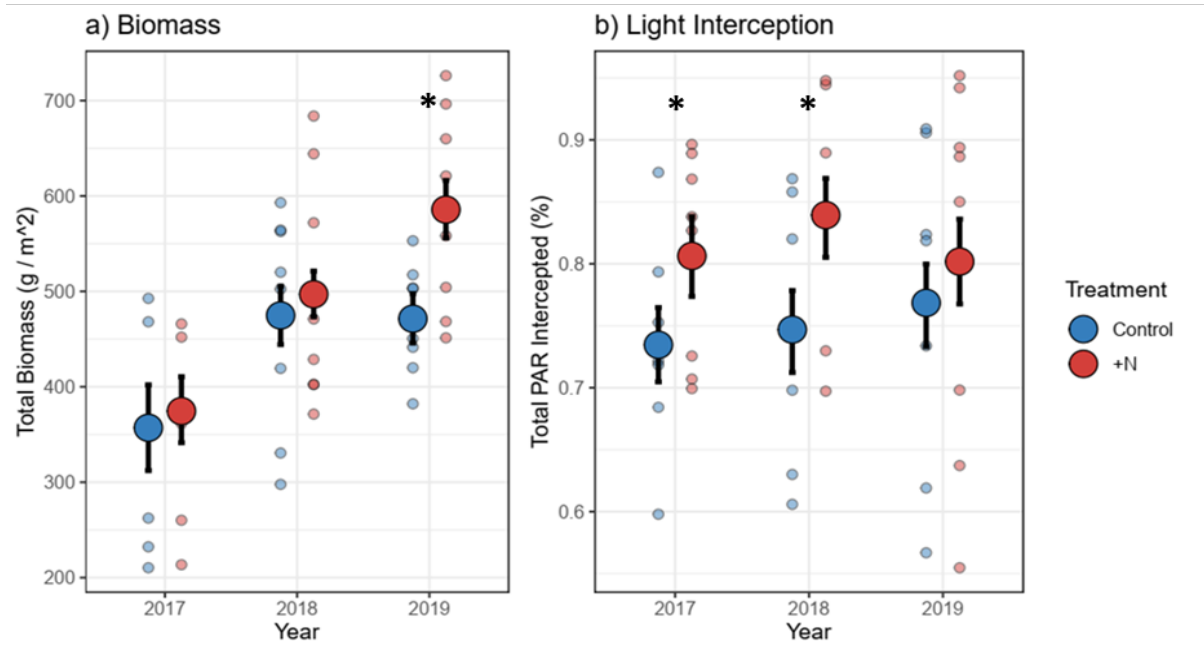 a) Biomass
Total Biomass (g / m^2)
700
600
500
400
300
200
*
2017
2018
2019
Year
b) Light Interception
Total PAR Intercepted (%)
0.9
0.8
0.7
0.6
*
*
2017
2018
2019
Year
Treatment
Control
+N